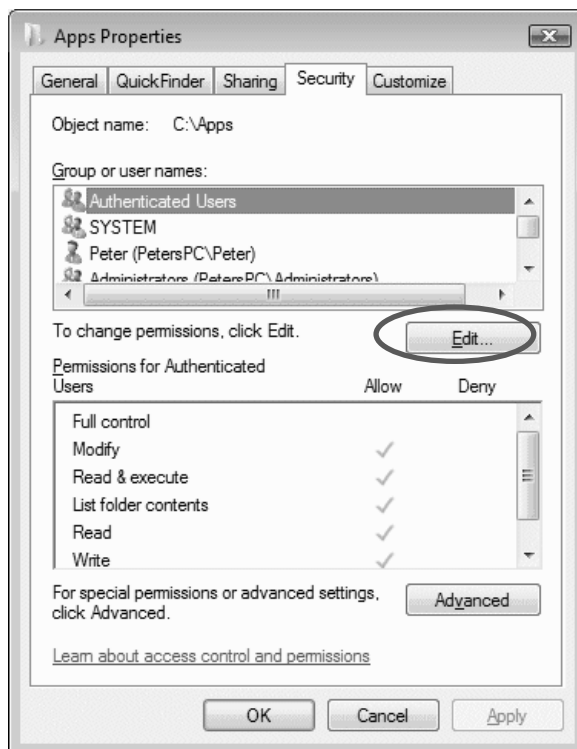 Apps Properties
General QuickFinder Sharing Security Customize
Object name: C:\Apps
Group or user names:
Authenticated Users
SYSTEM
Peter (PetersPC\Peter)
Administrators (PetersPC\Administrators)
To change permissions, click Edit.
Edit...
Permissions for Authenticated
Users Allow Deny
Full control
Modify
Read & execute
List folder contents
Read
Write
For special permissions or advanced settings,
click Advanced.
Advanced
Learn about access control and permissions
OK Cancel Apply